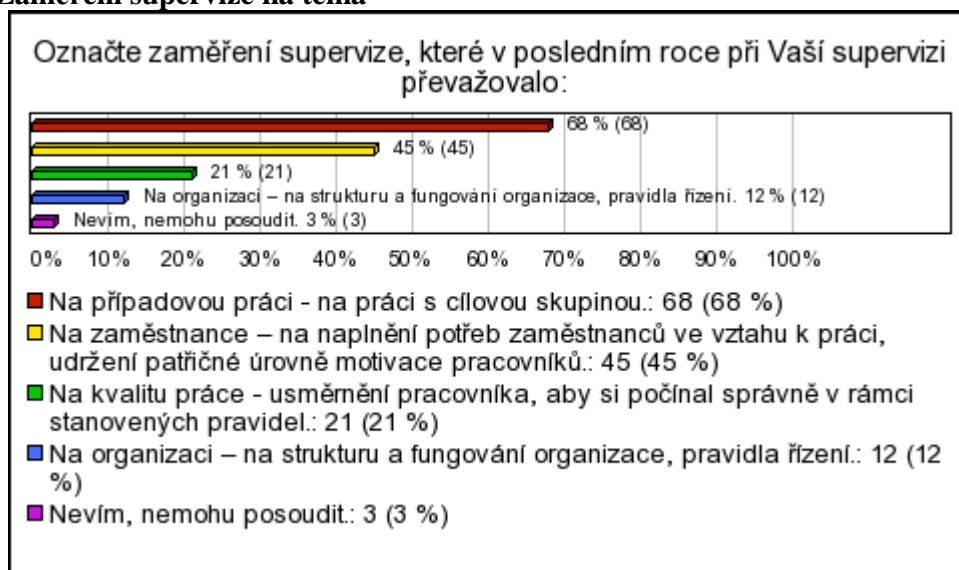 Zaměření supervize na téma
Označte zaměření supervize, které v posledním roce při Vaší supervizi
převažovalo:
68 % (68)
45 % (45)
21 % (21)
Na organizaci – na strukturu a fungování organizace, pravidla řízení. 12 % (12)
Nevím, nemohu posoudit. 3 % (3)
0% 10% 20% 30% 40% 50% 60% 70% 80% 90% 100%
Na případovou práci - na práci s cílovou skupinou.: 68 (68 %)
Na zaměstnance – na naplnění potřeb zaměstnanců ve vztahu k práci,
udržení patřičné úrovně motivace pracovníků.: 45 (45 %)
Na kvalitu práce - usměrnění pracovníka, aby si počínal správně v rámci
stanovených pravidel.: 21 (21 %)
Na organizaci – na strukturu a fungování organizace, pravidla řízení.: 12 (12
%)
Nevím, nemohu posoudit.: 3 (3 %)